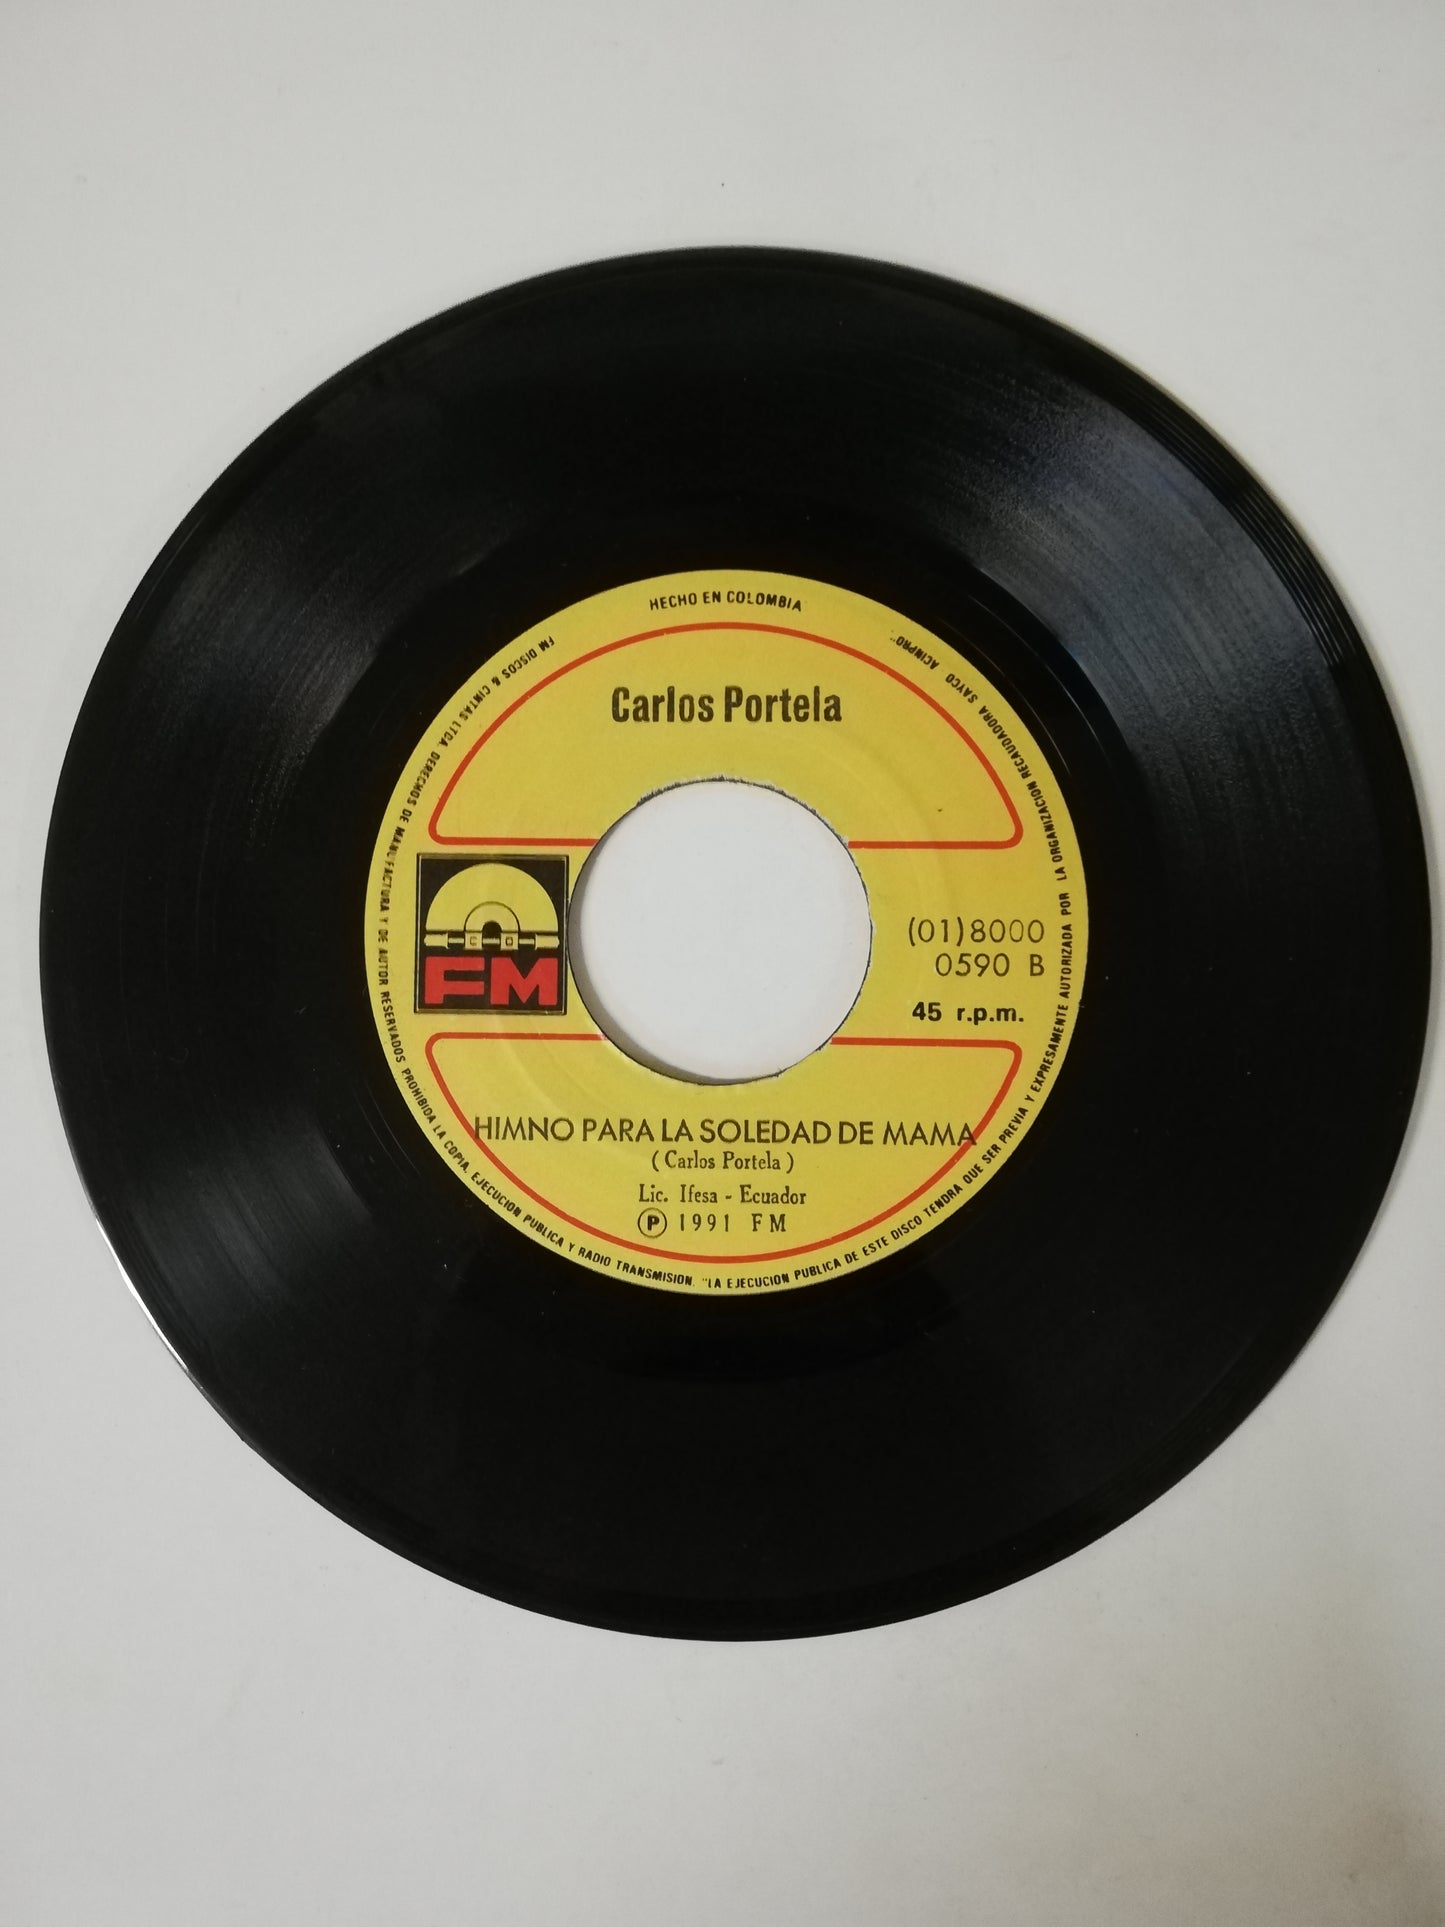 HECHO EN COLOMBIA
Carlos Portela
C D
FM
(01)8000
0590 B
45 r.p.m.
HIMNO PARA LA SOLEDAD DE MAMA
( Carlos Portela )
Lic. Ifesa - Ecuador
Ⓟ 1991 FM
FM DISCOS & CINTAS LTDA. DERECHOS DE MANUFACTURA Y DE AUTOR RESERVADOS PROHIBIDA LA COPIA, EJECUCION PUBLICA Y RADIO TRANSMISION. "LA EJECUCION PUBLICA DE ESTE DISCO TENDRA QUE SER PREVIA Y EXPRESAMENTE AUTORIZADA POR LA ORGANIZACION RECAUDADORA SAYCO ACINPRO".